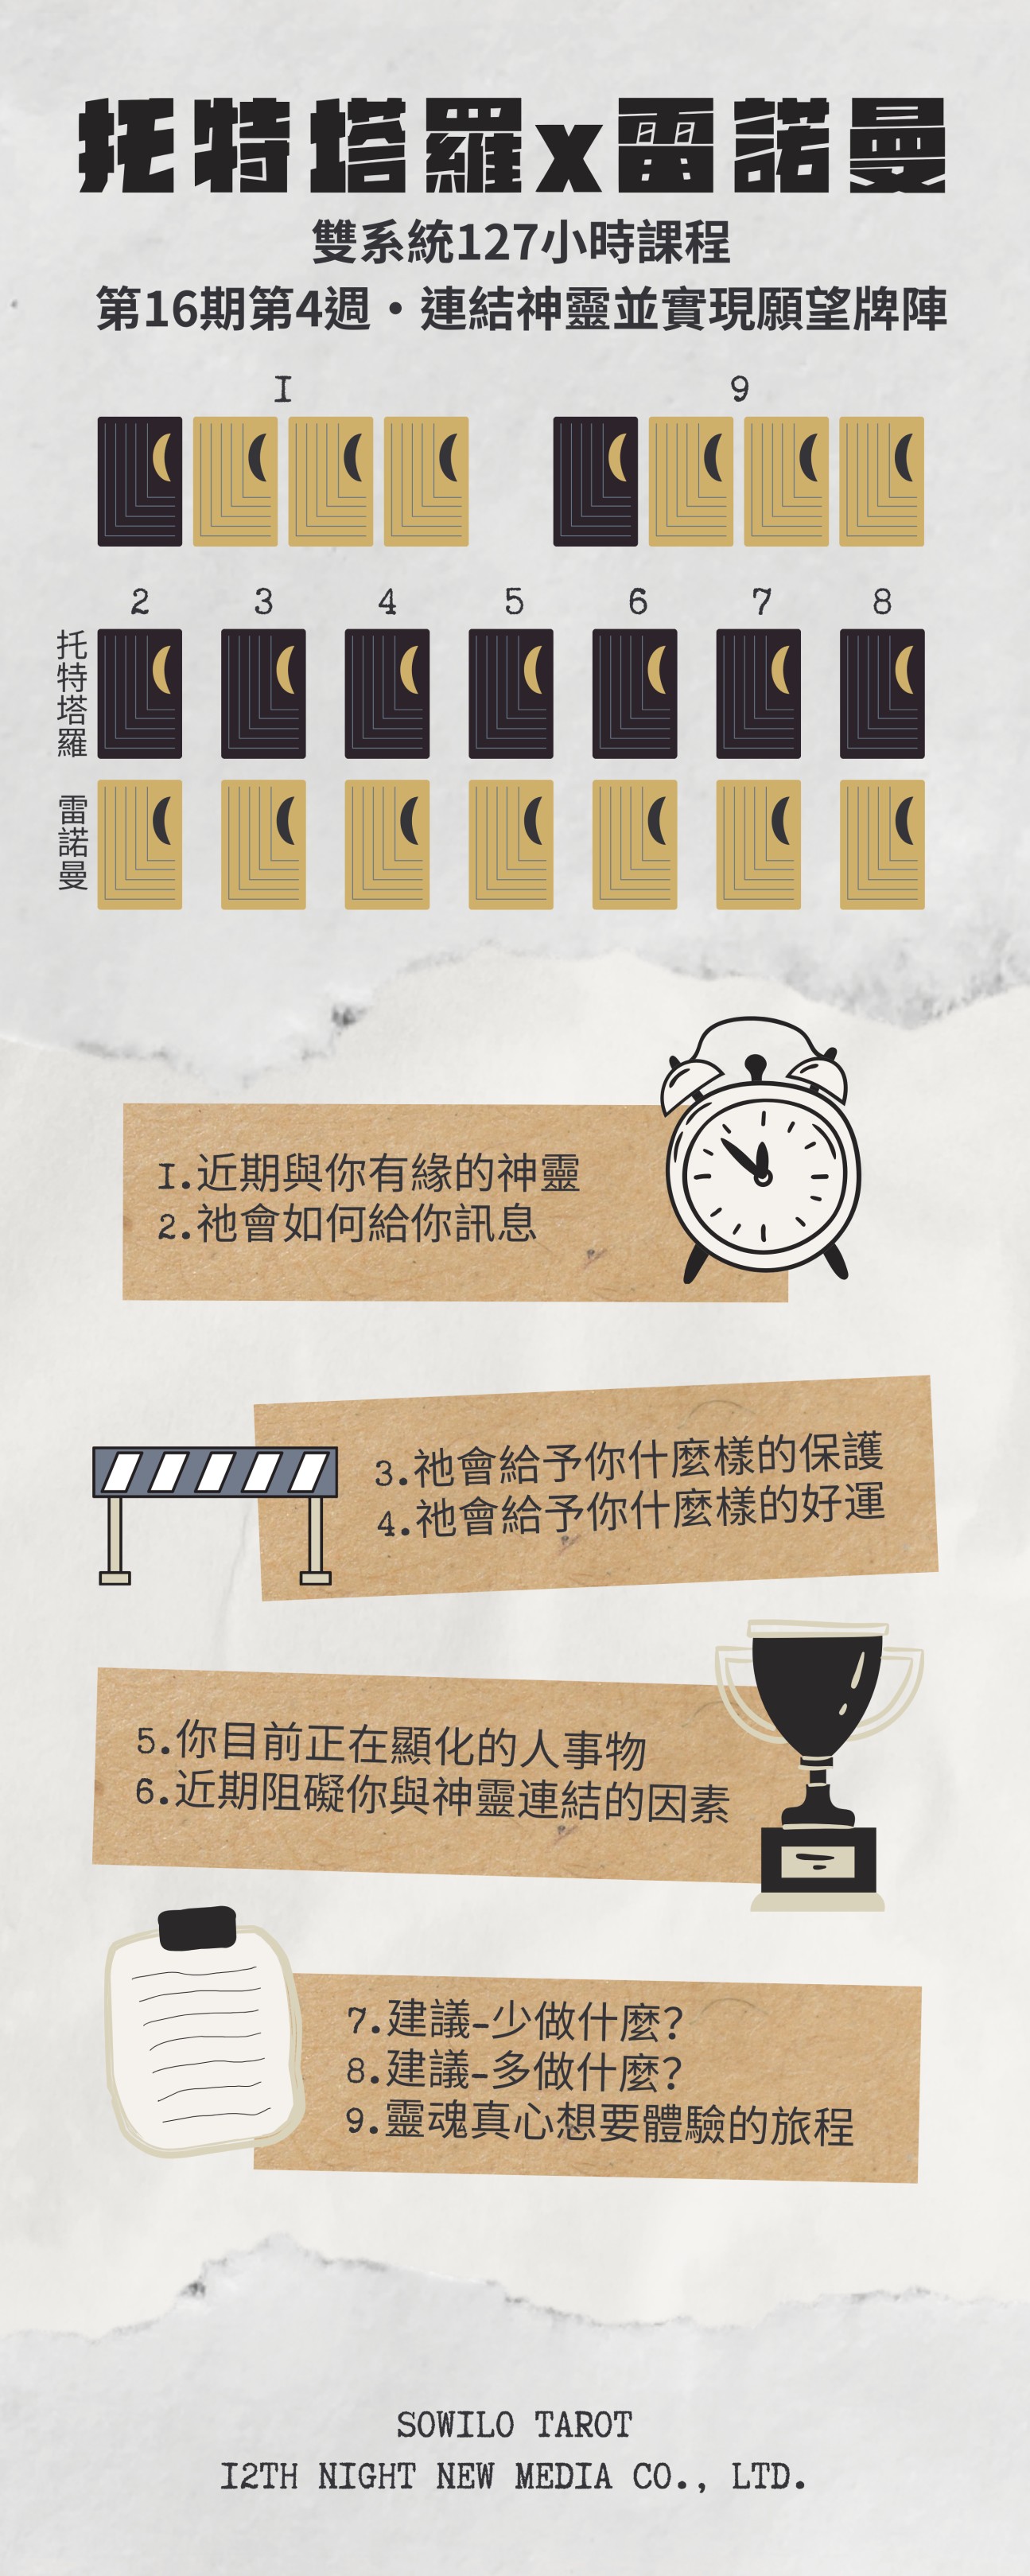 托特塔羅x雷諾曼
雙系統127小時課程
第16期第4週·連結神靈並實現願望牌陣
1 9
2 3 4 5 6 7 8
托特塔羅
雷諾曼
1.近期與你有緣的神靈
2.祂會如何給你訊息
3.祂會給予你什麼樣的保護
4.祂會給予你什麼樣的好運
5.你目前正在顯化的人事物
6.近期阻礙你與神靈連結的因素
7.建議-少做什麼?
8.建議-多做什麼?
9.靈魂真心想要體驗的旅程
SOWILO TAROT
12TH NIGHT NEW MEDIA CO., LTD.